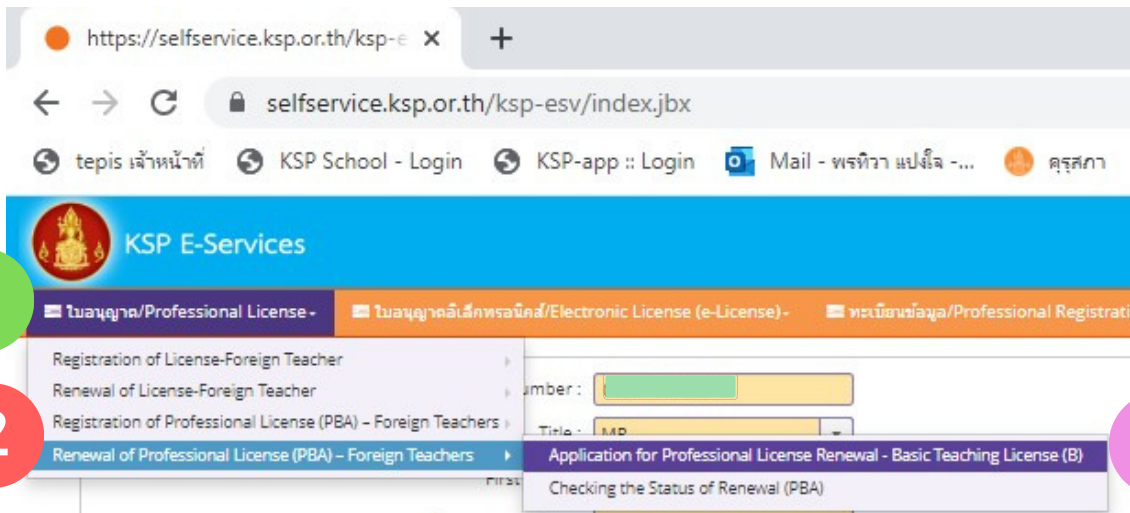 https://selfservice.ksp.or.th/ksp-e
selfservice.ksp.or.th/ksp-esv/index.jbx
tepis เจ้าหน้าที่ KSP School - Login KSP-app :: Login Mail - พรทิวา แปงใจ -... คุรุสภา
KSP E-Services
ใบอนุญาต/Professional License ใบอนุญาตอิเล็กทรอนิกส์/Electronic License (e-License) ทะเบียนข้อมูล/Professional Registrati
Registration of License-Foreign Teacher
Renewal of License-Foreign Teacher
umber :
Registration of Professional License (PBA) – Foreign Teachers
Title : MR
2
Renewal of Professional License (PBA) – Foreign Teachers
Application for Professional License Renewal - Basic Teaching License (B)
First
Checking the Status of Renewal (PBA)